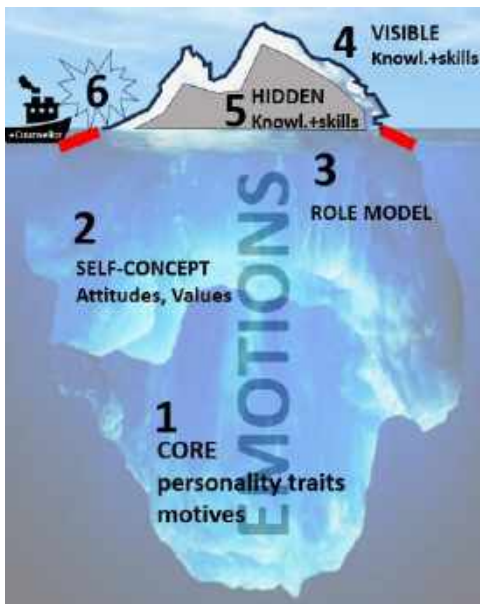 4 VISIBLE
Knowl.+skills
6
5 HIDDEN
Knowl.+skills
+Counsellor
3
ROLE MODEL
2
SELF-CONCEPT
Attitudes, Values
EMOTIONS
1
CORE
personality traits
motives